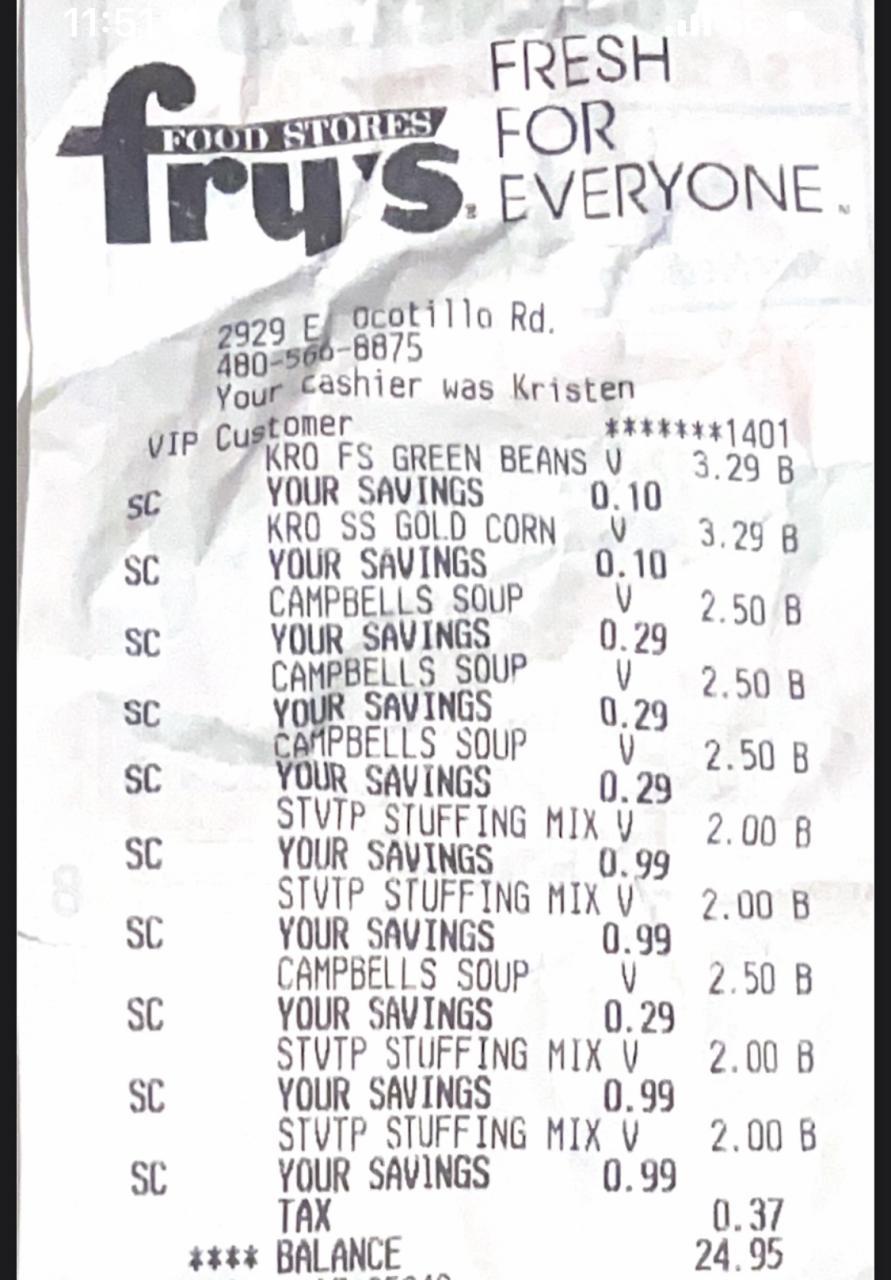 11:51
FOOD STORES
fry's
FRESH
FOR
EVERYONE
2929 E Ocotillo Rd.
480-566-8875
Your cashier was Kristen
VIP Customer *******1401
KRO FS GREEN BEANS V 3.29 B
SC YOUR SAVINGS 0.10
KRO SS GOLD CORN V 3.29 B
SC YOUR SAVINGS 0.10
CAMPBELLS SOUP V 2.50 B
SC YOUR SAVINGS 0.29
CAMPBELLS SOUP V 2.50 B
SC YOUR SAVINGS 0.29
CAMPBELLS SOUP V 2.50 B
SC YOUR SAVINGS 0.29
STVTP STUFFING MIX V 2.00 B
SC YOUR SAVINGS 0.99
STVTP STUFFING MIX V 2.00 B
SC YOUR SAVINGS 0.99
CAMPBELLS SOUP V 2.50 B
SC YOUR SAVINGS 0.29
STVTP STUFFING MIX V 2.00 B
SC YOUR SAVINGS 0.99
STVTP STUFFING MIX V 2.00 B
SC YOUR SAVINGS 0.99
TAX 0.37
**** BALANCE 24.95